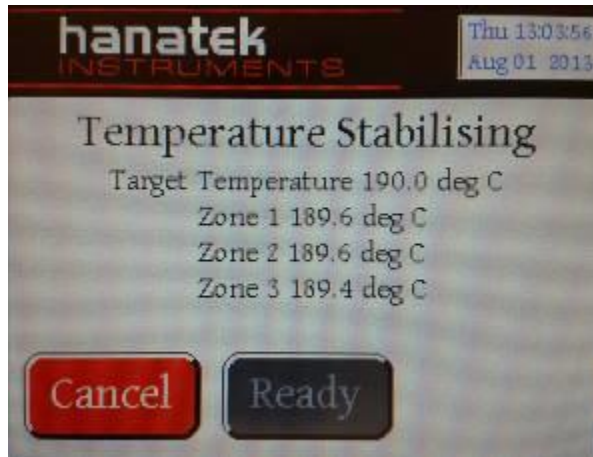 hanatek
INSTRUMENTS
Thu 13:03:56
Aug 01 2013
Temperature Stabilising
Target Temperature 190.0 deg C
Zone 1 189.6 deg C
Zone 2 189.6 deg C
Zone 3 189.4 deg C
Cancel
Ready